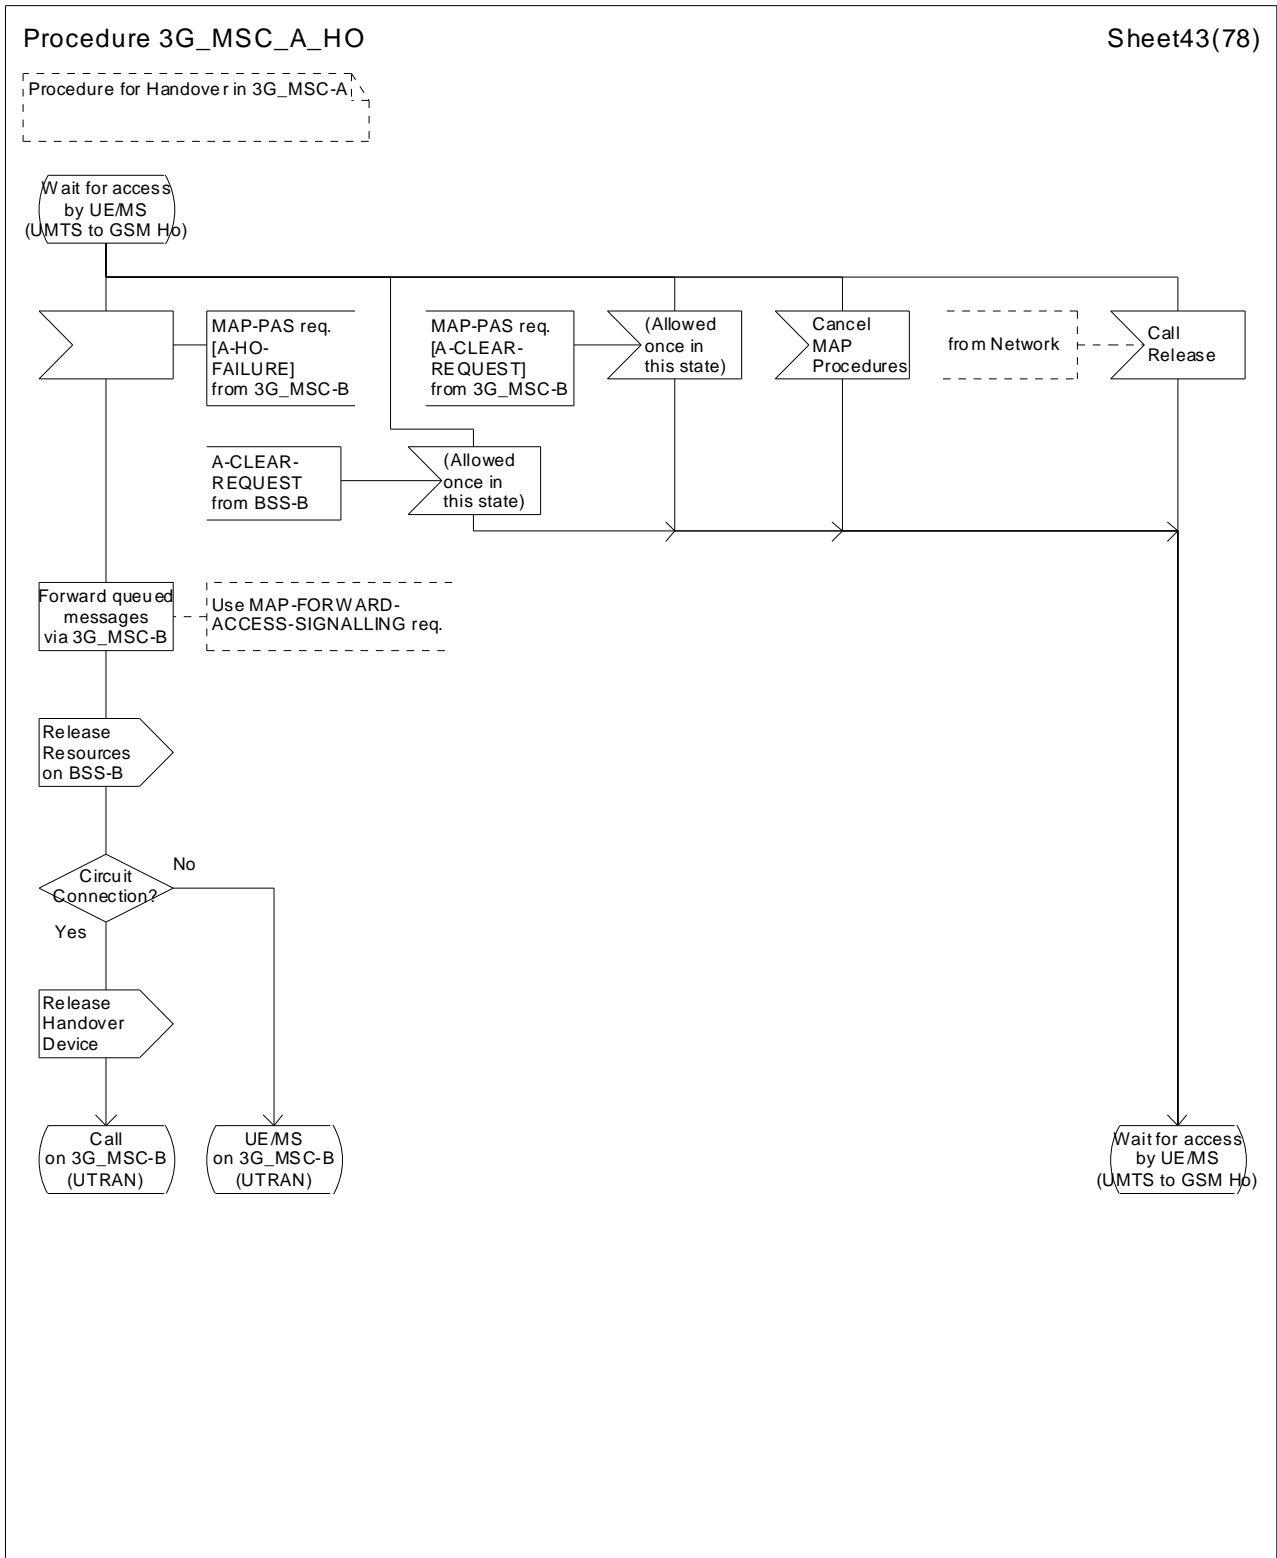 Procedure 3G_MSC_A_HO
Sheet43(78)
Procedure for Handover in 3G_MSC-A
Wait for access
by UE/MS
(UMTS to GSM Ho)
MAP-PAS req.
[A-HO-
FAILURE]
from 3G_MSC-B
MAP-PAS req.
[A-CLEAR-
REQUEST]
from 3G_MSC-B
(Allowed
once in
this state)
Cancel
MAP
Procedures
from Network
Call
Release
A-CLEAR-
REQUEST
from BSS-B
(Allowed
once in
this state)
Forward queued
messages
via 3G_MSC-B
Use MAP-FORWARD-
ACCESS-SIGNALLING req.
Release
Resources
on BSS-B
Circuit
Connection?
No
Yes
Release
Handover
Device
Call
on 3G_MSC-B
(UTRAN)
UE/MS
on 3G_MSC-B
(UTRAN)
Wait for access
by UE/MS
(UMTS to GSM Ho)